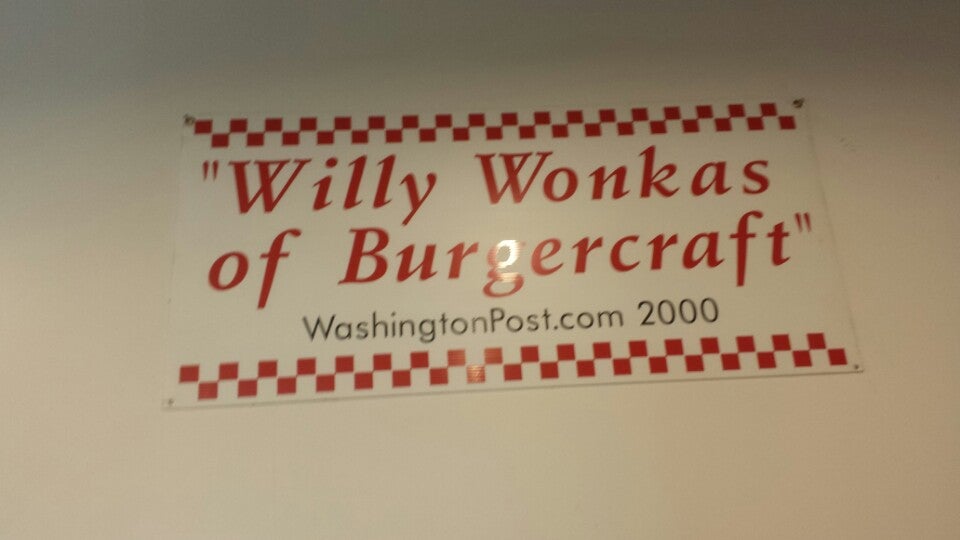 "Willy Wonkas
of Burgercraft"
WashingtonPost.com 2000